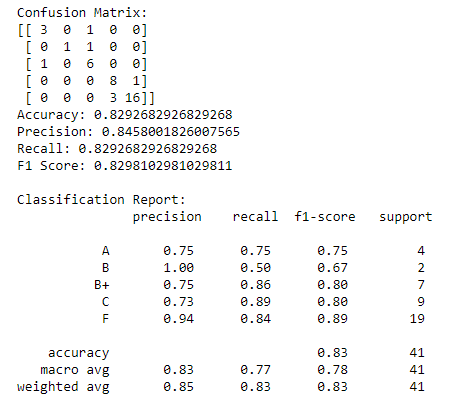 Confusion Matrix:
[[ 3 0 1 0 0]
[ 0 1 1 0 0]
[ 1 0 6 0 0]
[ 0 0 0 8 1]
[ 0 0 0 3 16]]
Accuracy: 0.8292682926829268
Precision: 0.8458001826007565
Recall: 0.8292682926829268
F1 Score: 0.8298102981029811
Classification Report:
precision recall f1-score support
A 0.75 0.75 0.75 4
B 1.00 0.50 0.67 2
B+ 0.75 0.86 0.80 7
C 0.73 0.89 0.80 9
F 0.94 0.84 0.89 19
accuracy 0.83 41
macro avg 0.83 0.77 0.78 41
weighted avg 0.85 0.83 0.83 41